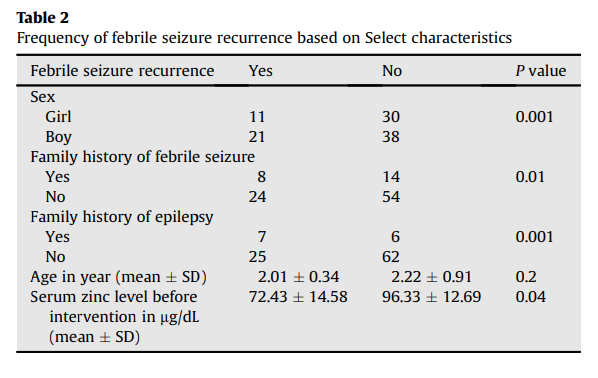 Table 2
Frequency of febrile seizure recurrence based on Select characteristics
Febrile seizure recurrence Yes No P value
Sex
Girl 11 30 0.001
Boy 21 38
Family history of febrile seizure
Yes 8 14 0.01
No 24 54
Family history of epilepsy
Yes 7 6 0.001
No 25 62
Age in year (mean ± SD) 2.01 ± 0.34 2.22 ± 0.91 0.2
Serum zinc level before 72.43 ± 14.58 96.33 ± 12.69 0.04
intervention in μg/dL
(mean ± SD)